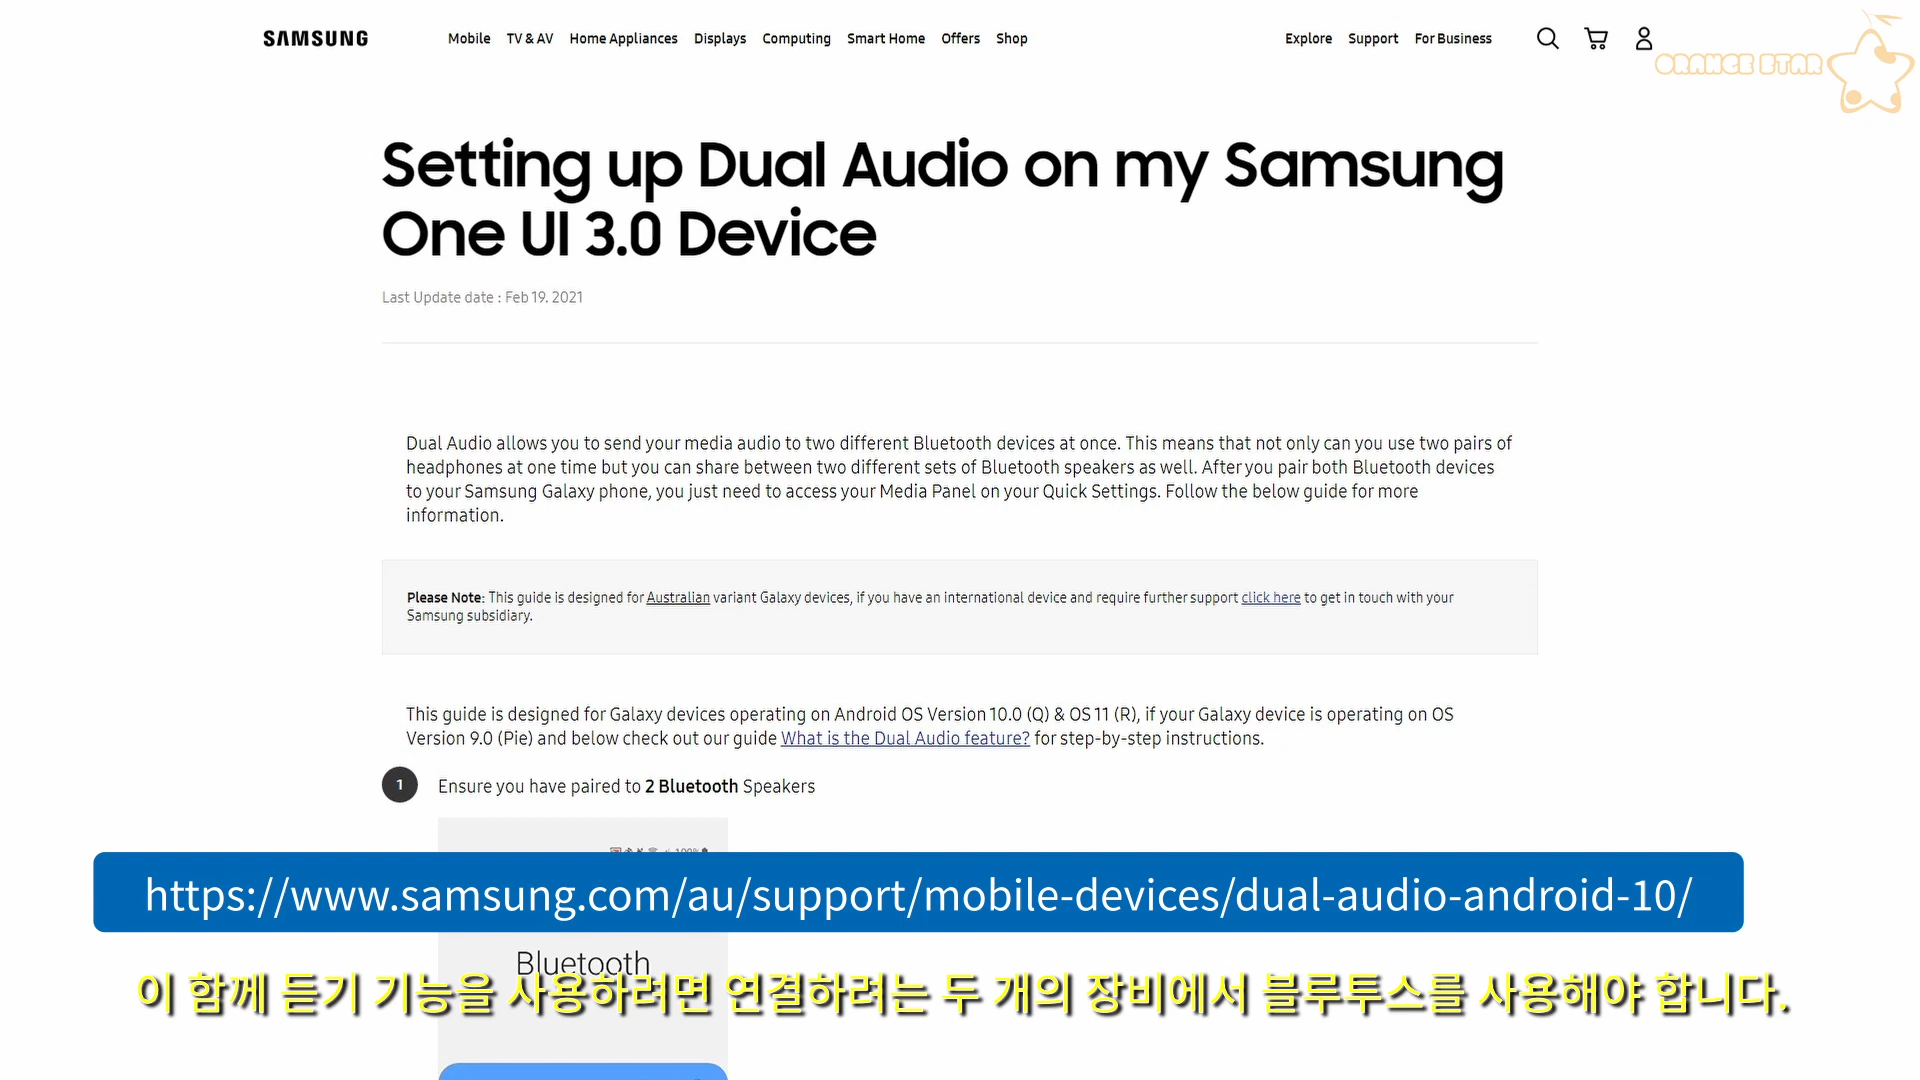 SAMSUNG
Mobile TV & AV Home Appliances Displays Computing Smart Home Offers Shop
Explore Support For Business
ORANGE STAR
Setting up Dual Audio on my Samsung
One UI 3.0 Device
Last Update date : Feb 19. 2021
Dual Audio allows you to send your media audio to two different Bluetooth devices at once. This means that not only can you use two pairs of
headphones at one time but you can share between two different sets of Bluetooth speakers as well. After you pair both Bluetooth devices
to your Samsung Galaxy phone, you just need to access your Media Panel on your Quick Settings. Follow the below guide for more
information.
Please Note: This guide is designed for Australian variant Galaxy devices, if you have an international device and require further support click here to get in touch with your
Samsung subsidiary.
This guide is designed for Galaxy devices operating on Android OS Version 10.0 (Q) & OS 11 (R), if your Galaxy device is operating on OS
Version 9.0 (Pie) and below check out our guide What is the Dual Audio feature? for step-by-step instructions.
1 Ensure you have paired to 2 Bluetooth Speakers
https://www.samsung.com/au/support/mobile-devices/dual-audio-android-10/
Bluetooth
이 함께 듣기 기능을 사용하려면 연결하려는 두 개의 장비에서 블루투스를 사용해야 합니다.